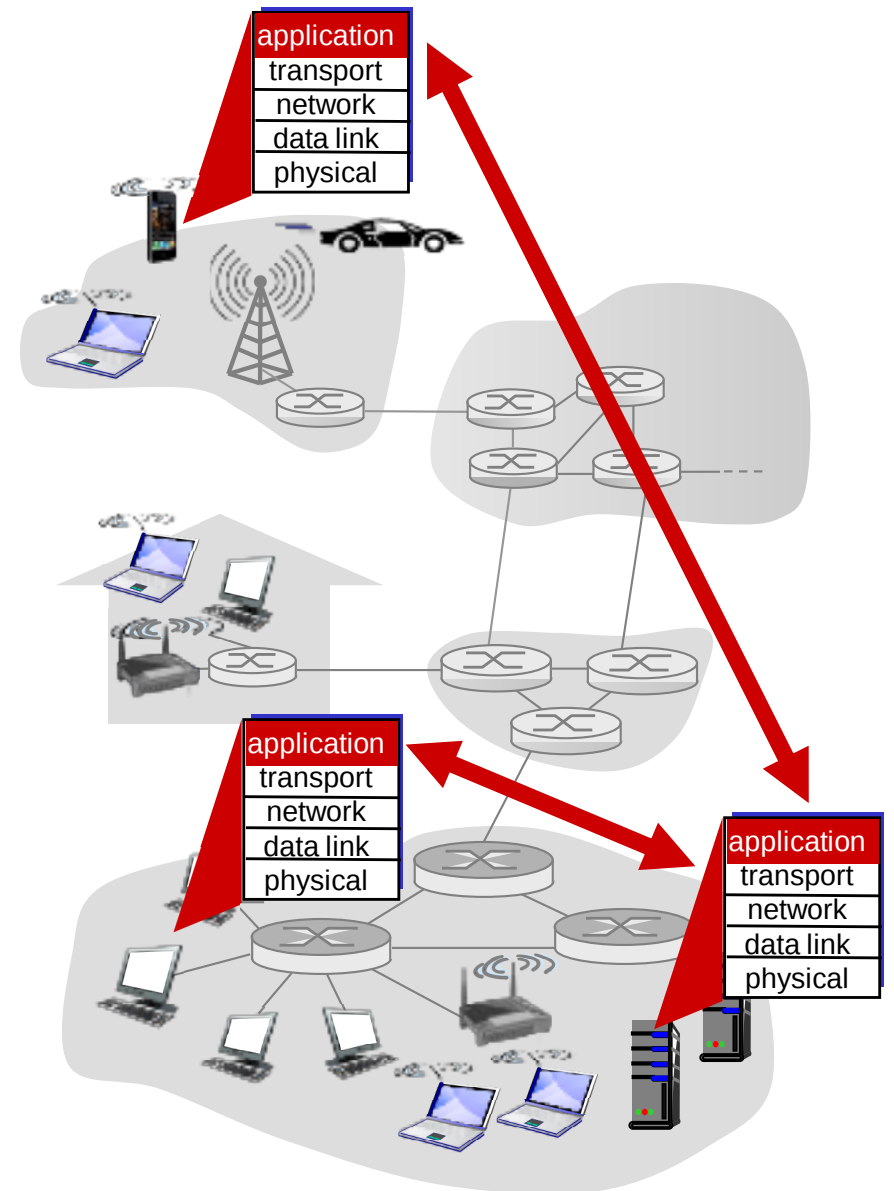 application
transport
network
data link
physical
application
transport
network
data link
physical
application
transport
network
data link
physical